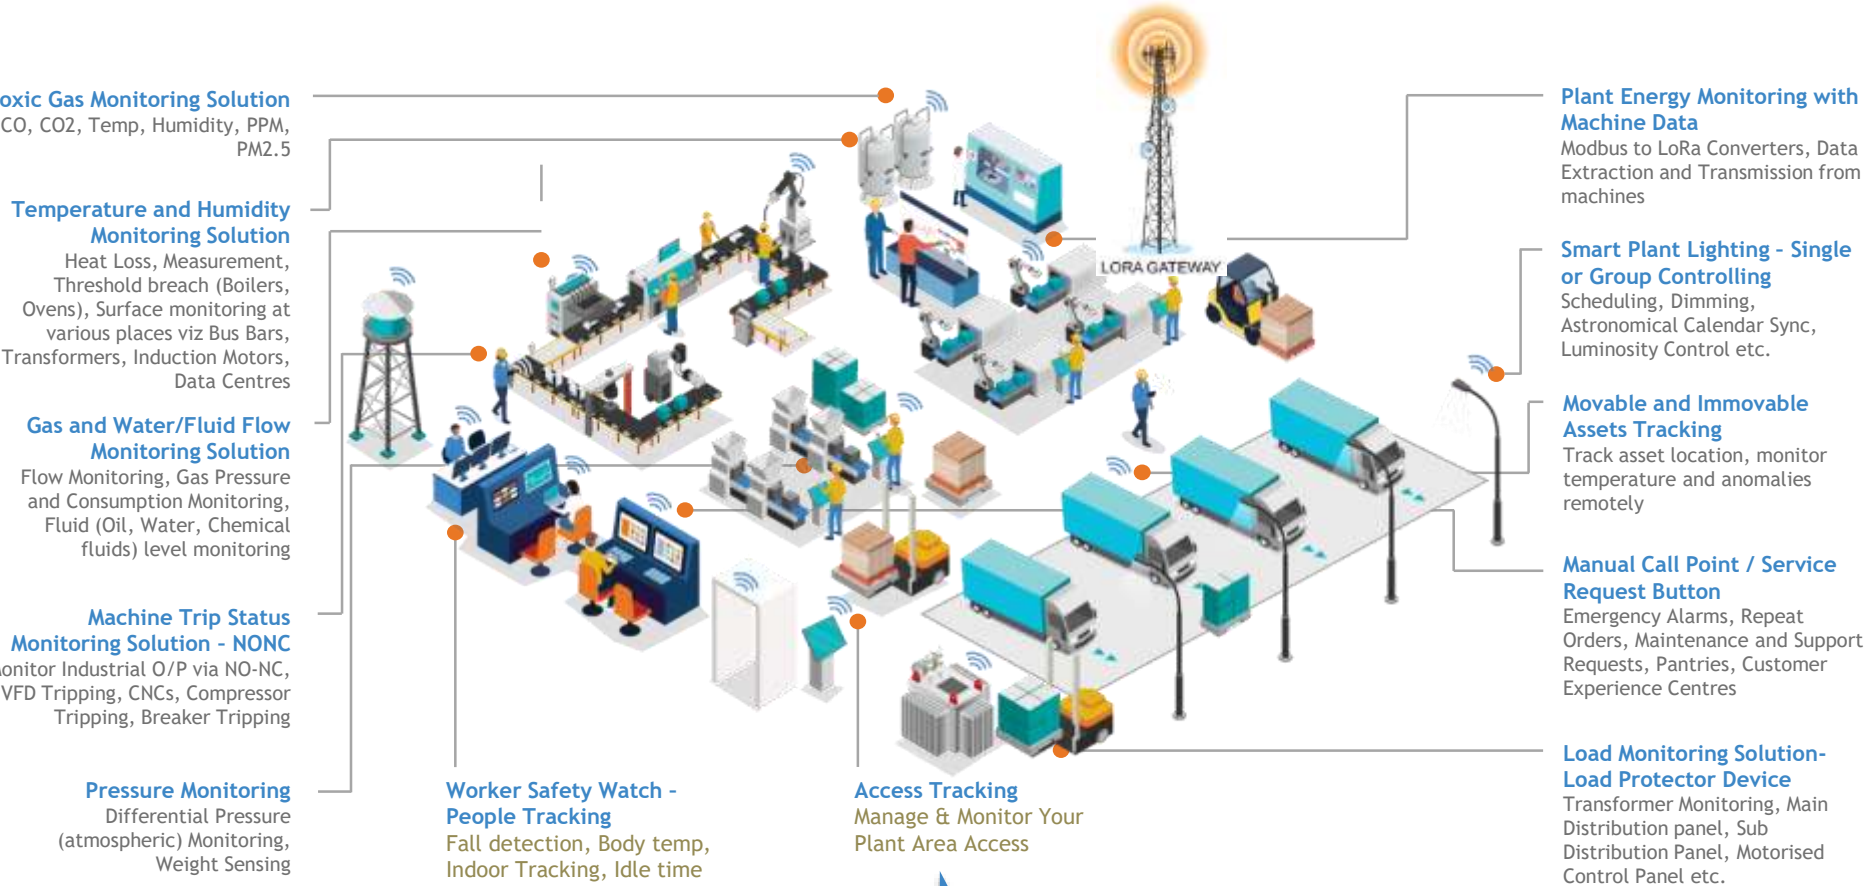 oxic Gas Monitoring Solution
CO, CO2, Temp, Humidity, PPM,
PM2.5
Temperature and Humidity
Monitoring Solution
Heat Loss, Measurement,
Threshold breach (Boilers,
Ovens), Surface monitoring at
various places viz Bus Bars,
Transformers, Induction Motors,
Data Centres
Gas and Water/Fluid Flow
Monitoring Solution
Flow Monitoring, Gas Pressure
and Consumption Monitoring,
Fluid (Oil, Water, Chemical
fluids) level monitoring
Machine Trip Status
Monitoring Solution - NONC
onitor Industrial O/P via NO-NC,
VFD Tripping, CNCs, Compressor
Tripping, Breaker Tripping
Pressure Monitoring
Differential Pressure
(atmospheric) Monitoring,
Weight Sensing
Worker Safety Watch -
People Tracking
Fall detection, Body temp,
Indoor Tracking, Idle time
Access Tracking
Manage & Monitor Your
Plant Area Access
LORA GATEWAY
Plant Energy Monitoring with
Machine Data
Modbus to LoRa Converters, Data
Extraction and Transmission from
machines
Smart Plant Lighting - Single
or Group Controlling
Scheduling, Dimming,
Astronomical Calendar Sync,
Luminosity Control etc.
Movable and Immovable
Assets Tracking
Track asset location, monitor
temperature and anomalies
remotely
Manual Call Point / Service
Request Button
Emergency Alarms, Repeat
Orders, Maintenance and Support
Requests, Pantries, Customer
Experience Centres
Load Monitoring Solution-
Load Protector Device
Transformer Monitoring, Main
Distribution panel, Sub
Distribution Panel, Motorised
Control Panel etc.